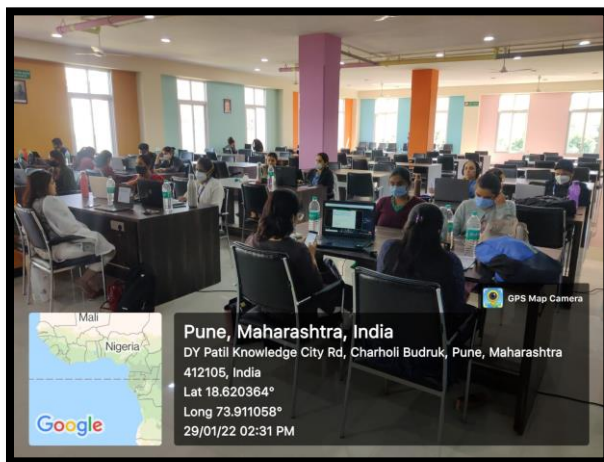 GPS Map Camera
Mali
Nigeria
Google
Pune, Maharashtra, India
DY Patil Knowledge City Rd, Charholi Budruk, Pune, Maharashtra
412105, India
Lat 18.620364°
Long 73.911058°
29/01/22 02:31 PM